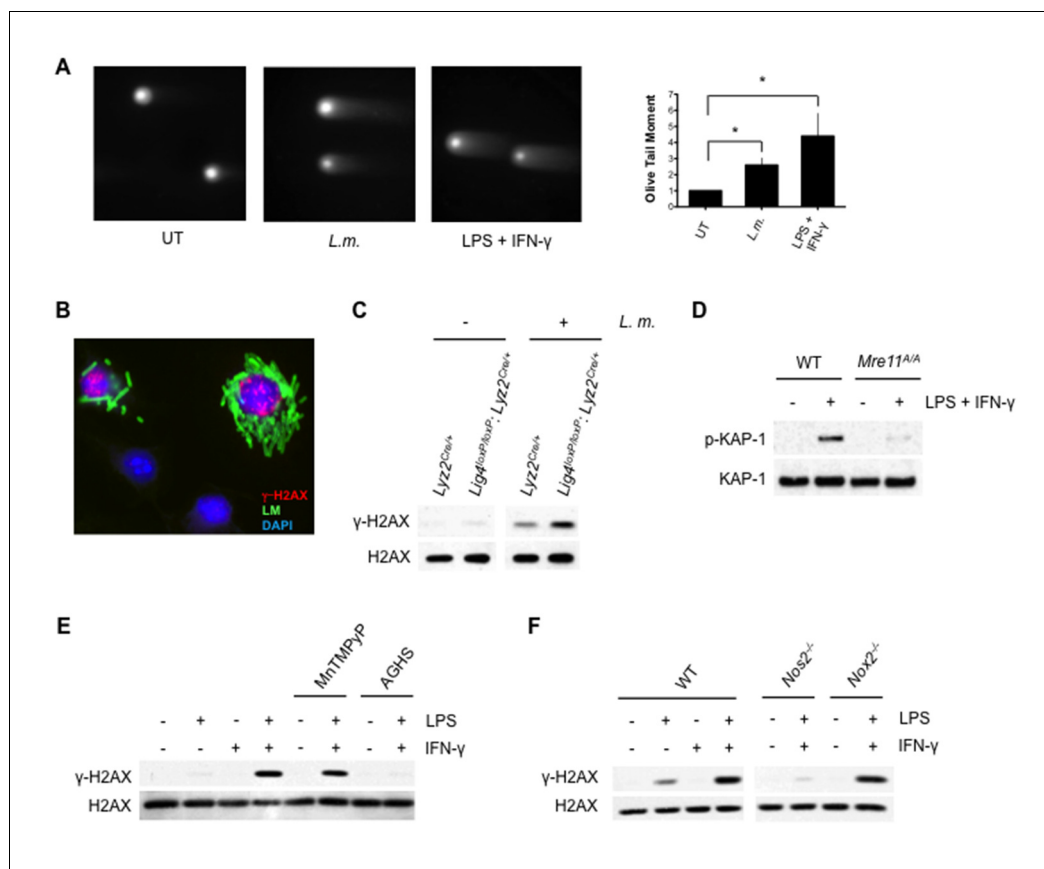 A
UT
L.m.
LPS + IFN-γ
Olive Tail Moment
7
6
5
4
3
2
1
0
*
*
UT
L.m.
LPS +
IFN-γ
B
γ-H2AX
LM
DAPI
C
- + L. m.
Lyz2Cre/+
Lig4loxP/loxP: Lyz2Cre/+
Lyz2Cre/+
Lig4loxP/loxP: Lyz2Cre/+
γ-H2AX
H2AX
D
WT Mre11A/A
- + - + LPS + IFN-γ
p-KAP-1
KAP-1
E
MnTMPyP
AGHS
- + - + - + - + LPS
- - + + - + - + IFN-γ
γ-H2AX
H2AX
F
WT Nos2-/- Nox2-/-
- + - + - + - + LPS
- - + + - + - + IFN-γ
γ-H2AX
H2AX